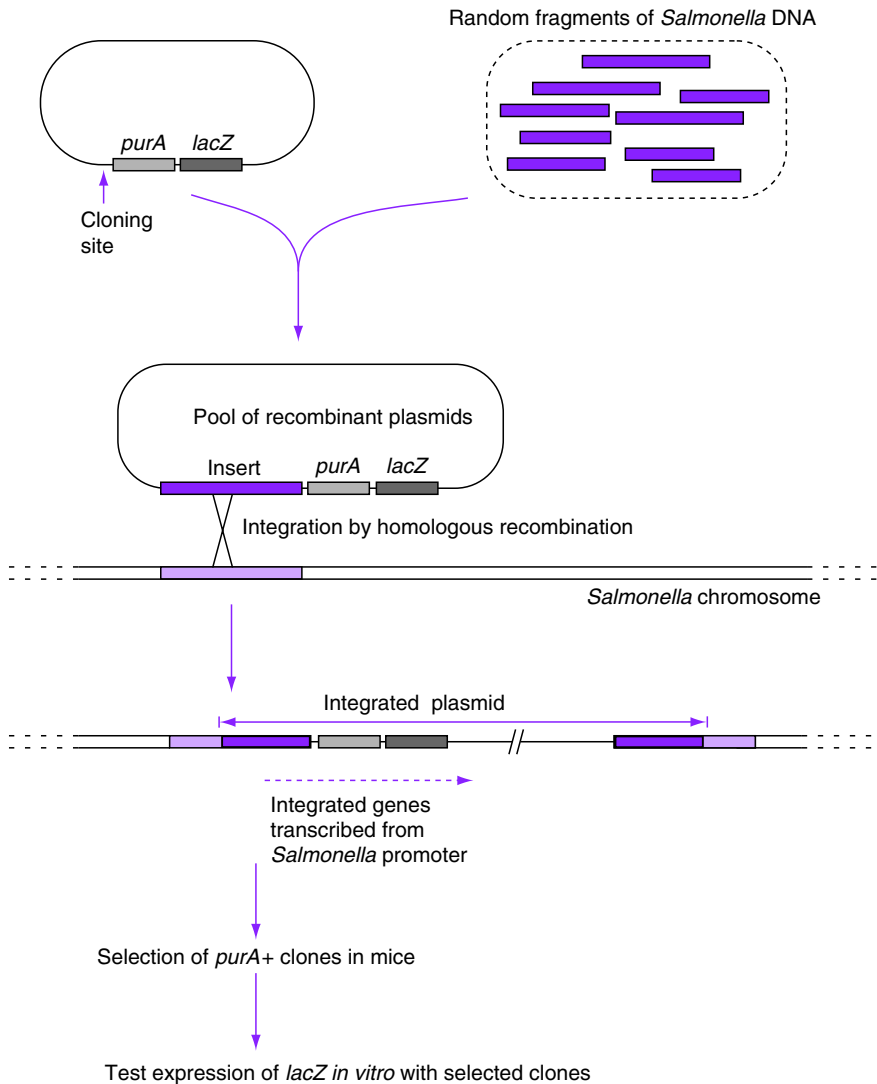 Random fragments of Salmonella DNA
purA lacZ
Cloning
site
Pool of recombinant plasmids
Insert purA lacZ
Integration by homologous recombination
Salmonella chromosome
Integrated plasmid
Integrated genes
transcribed from
Salmonella promoter
Selection of purA+ clones in mice
Test expression of lacZ in vitro with selected clones